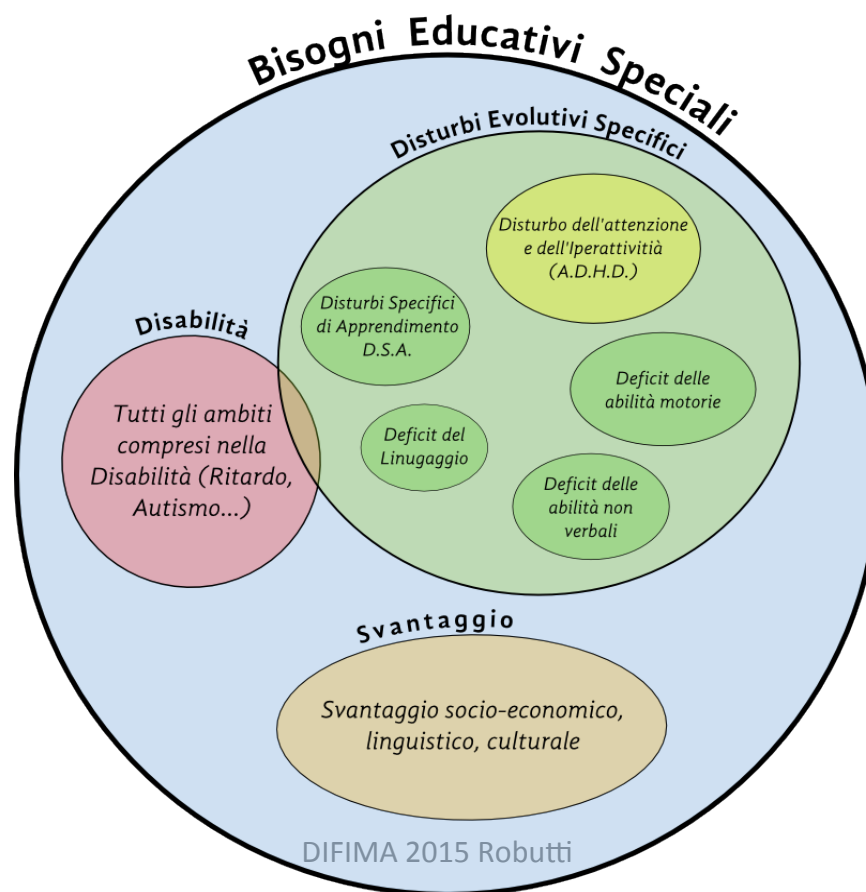 Bisogni Educativi Speciali
Disturbi Evolutivi Specifici
Disturbo dell'attenzione
e dell'Iperattivitià
(A.D.H.D.)
Disturbi Specifici
di Apprendimento
D.S.A.
Disabilità
Deficit delle
abilità motorie
Tutti gli ambiti
compresi nella
Disabilità (Ritardo,
Autismo...)
Deficit del
Linugaggio
Deficit delle
abilità non
verbali
Svantaggio
Svantaggio socio-economico,
linguistico, culturale
DIFIMA 2015 Robutti